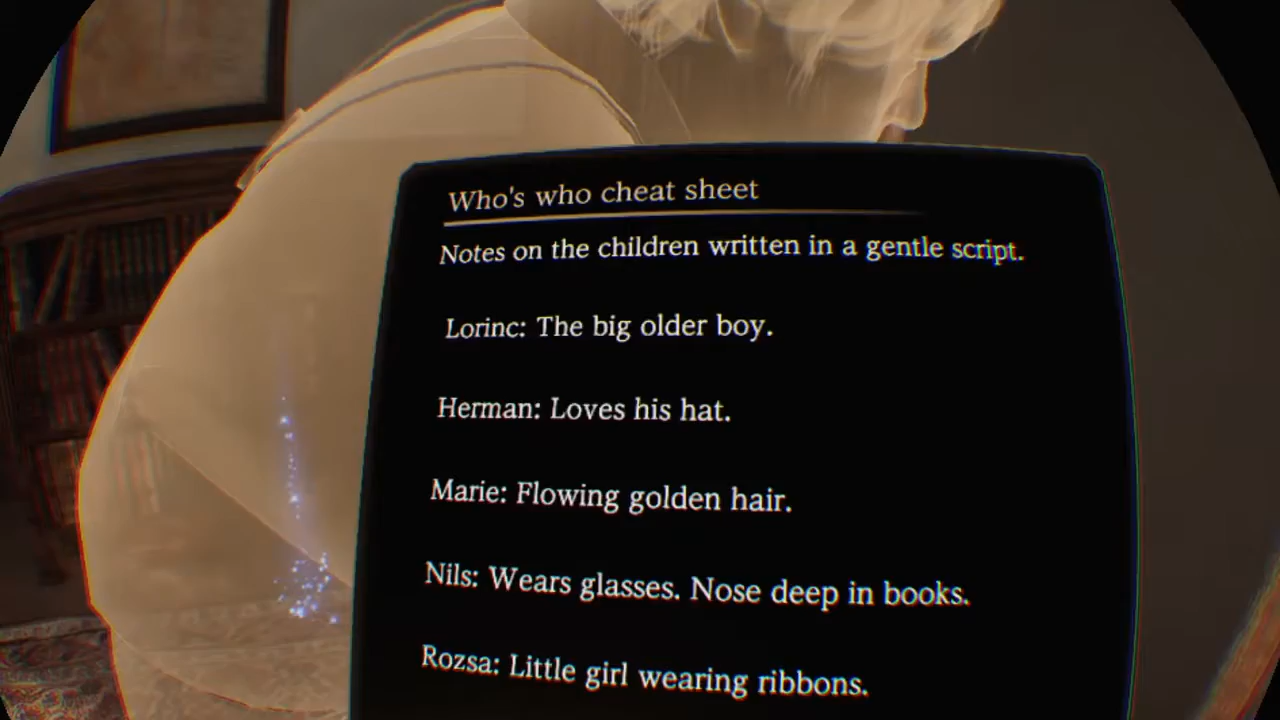 Who's who cheat sheet
Notes on the children written in a gentle script.
Lorinc: The big older boy.
Herman: Loves his hat.
Marie: Flowing golden hair.
Nils: Wears glasses. Nose deep in books.
Rozsa: Little girl wearing ribbons.